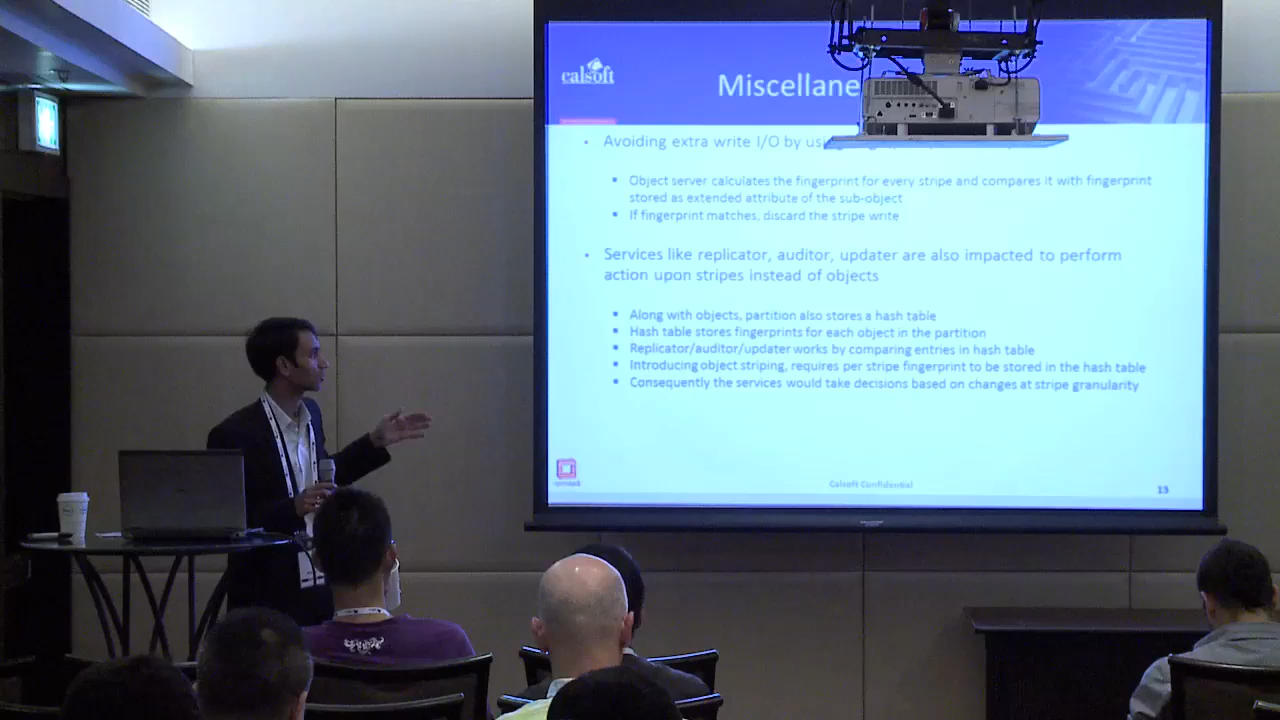 calsoft
Miscellane
Avoiding extra write I/O by
Object server calculates the fingerprint for every stripe and compares it with fingerprint
stored as extended attribute of the sub-object
If fingerprint matches, discard the stripe write
Services like replicator, auditor, updater are also impacted to perform
action upon stripes instead of objects
Along with objects, partition also stores a hash table
Hash table stores fingerprints for each object in the partition
Replicator/auditor/updater works by comparing entries in hash table
Introducing object striping, requires per stripe fingerprint to be stored in the hash table
Consequently the services would take decisions based on changes at stripe granularity
Calsoft Confidential
15